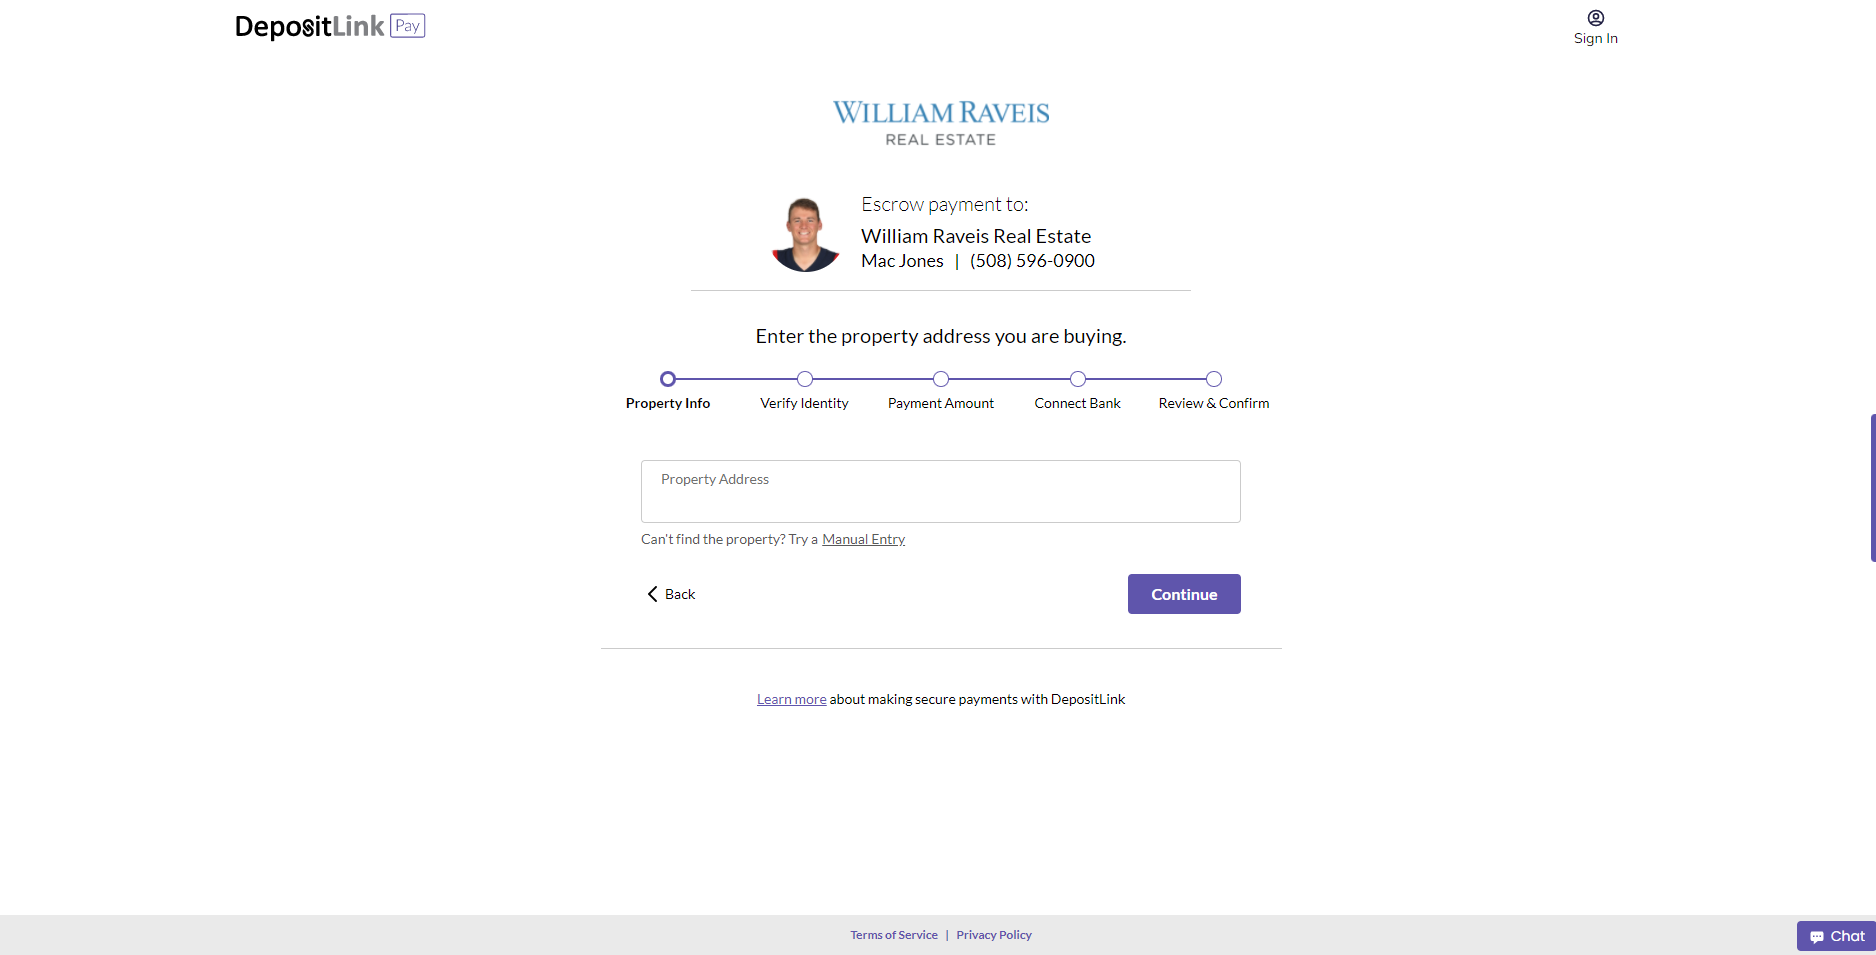 DepositLink Pay
Sign In
WILLIAM RAVEIS
REAL ESTATE
Escrow payment to:
William Raveis Real Estate
Mac Jones | (508) 596-0900
Enter the property address you are buying.
Property Info Verify Identity Payment Amount Connect Bank Review & Confirm
Property Address
Can't find the property? Try a Manual Entry
Back Continue
Learn more about making secure payments with DepositLink
Terms of Service | Privacy Policy
Chat